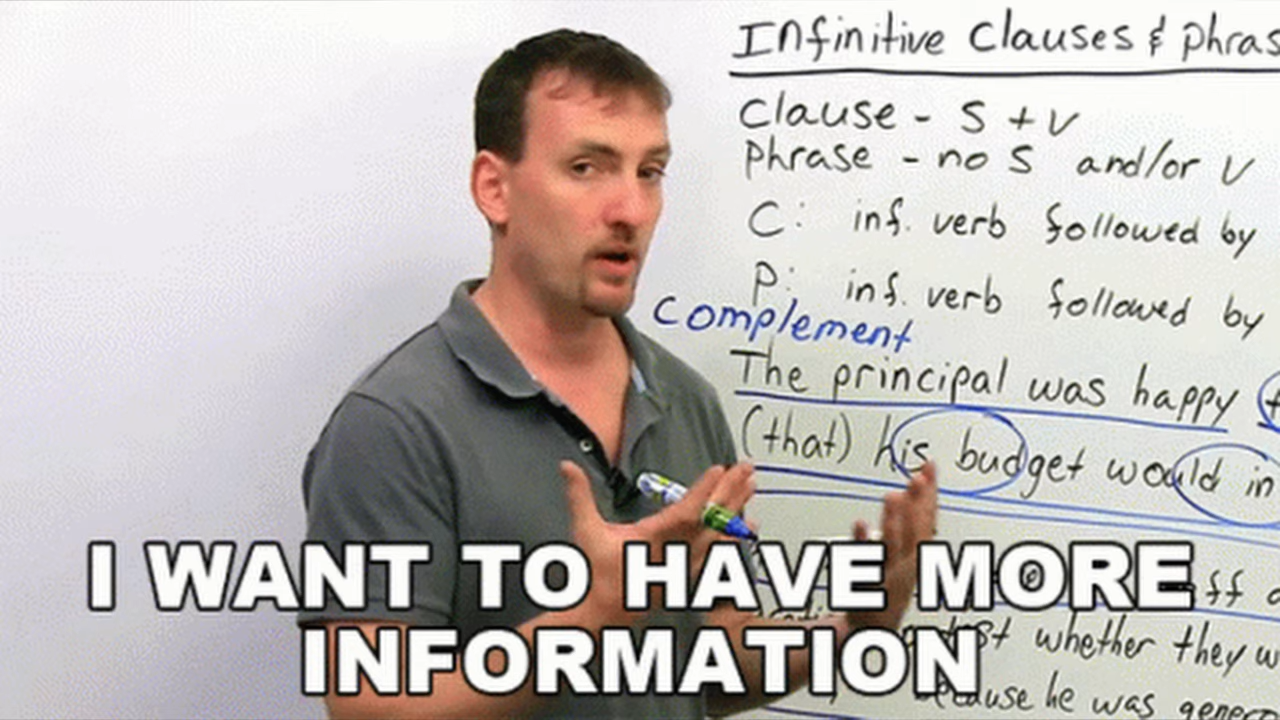 Infinitive Clauses & Phras
Clause - S + V
Phrase - no S and/or V
C: inf. verb followed by
P: inf. verb followed by
complement
The principal was happy
(that) his budget would in
I WANT TO HAVE MORE
INFORMATION
whether they w
because he was gener